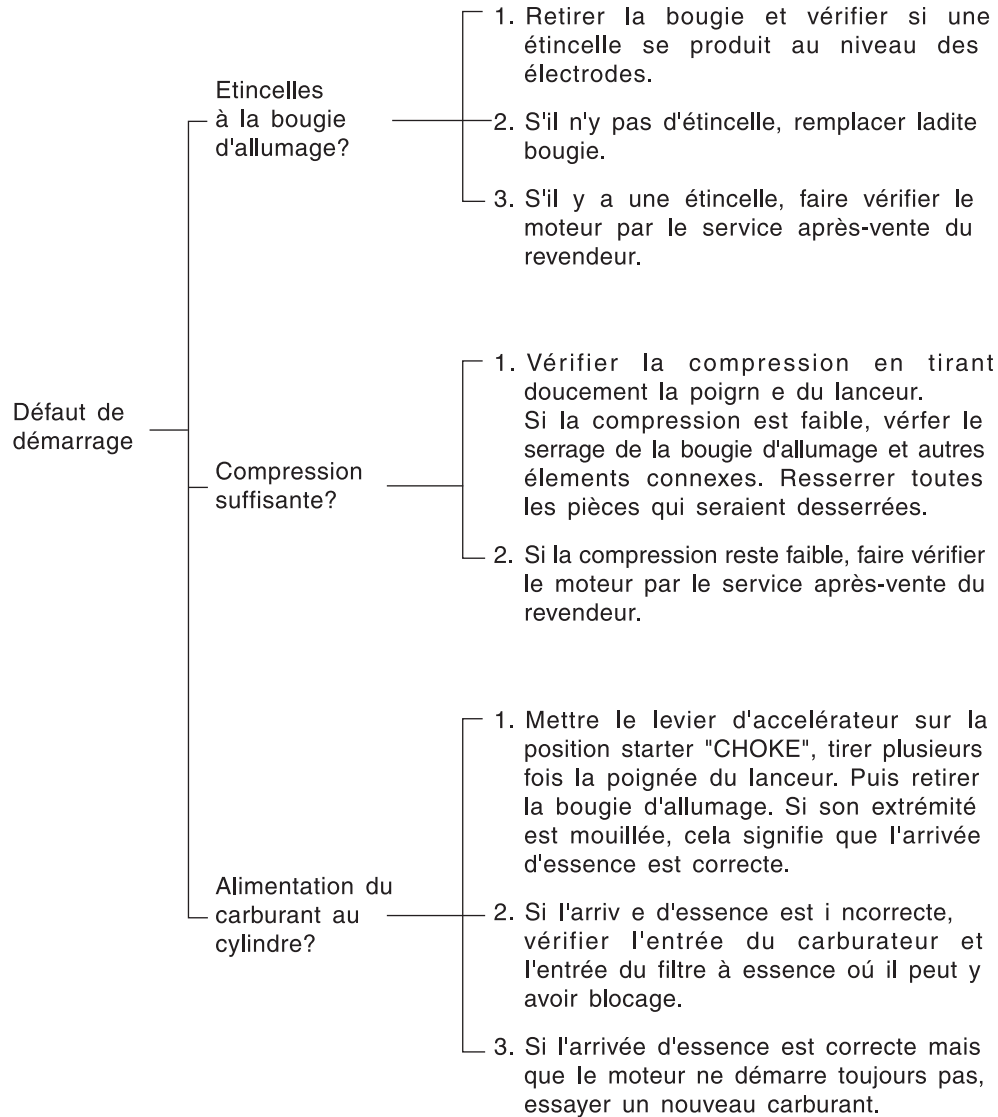 Défaut de
démarrage
Etincelles
à la bougie
d'allumage?
1. Retirer la bougie et vérifier si une
étincelle se produit au niveau des
électrodes.
2. S'il n'y pas d'étincelle, remplacer ladite
bougie.
3. S'il y a une étincelle, faire vérifier le
moteur par le service après-vente du
revendeur.
Compression
suffisante?
1. Vérifier la compression en tirant
doucement la poigrn e du lanceur.
Si la compression est faible, vérfer le
serrage de la bougie d'allumage et autres
élements connexes. Resserrer toutes
les pièces qui seraient desserrées.
2. Si la compression reste faible, faire vérifier
le moteur par le service après-vente du
revendeur.
Alimentation du
carburant au
cylindre?
1. Mettre le levier d'accelérateur sur la
position starter "CHOKE", tirer plusieurs
fois la poignée du lanceur. Puis retirer
la bougie d'allumage. Si son extrémité
est mouillée, cela signifie que l'arrivée
d'essence est correcte.
2. Si l'arriv e d'essence est i ncorrecte,
vérifier l'entrée du carburateur et
l'entrée du filtre à essence oú il peut y
avoir blocage.
3. Si l'arrivée d'essence est correcte mais
que le moteur ne démarre toujours pas,
essayer un nouveau carburant.